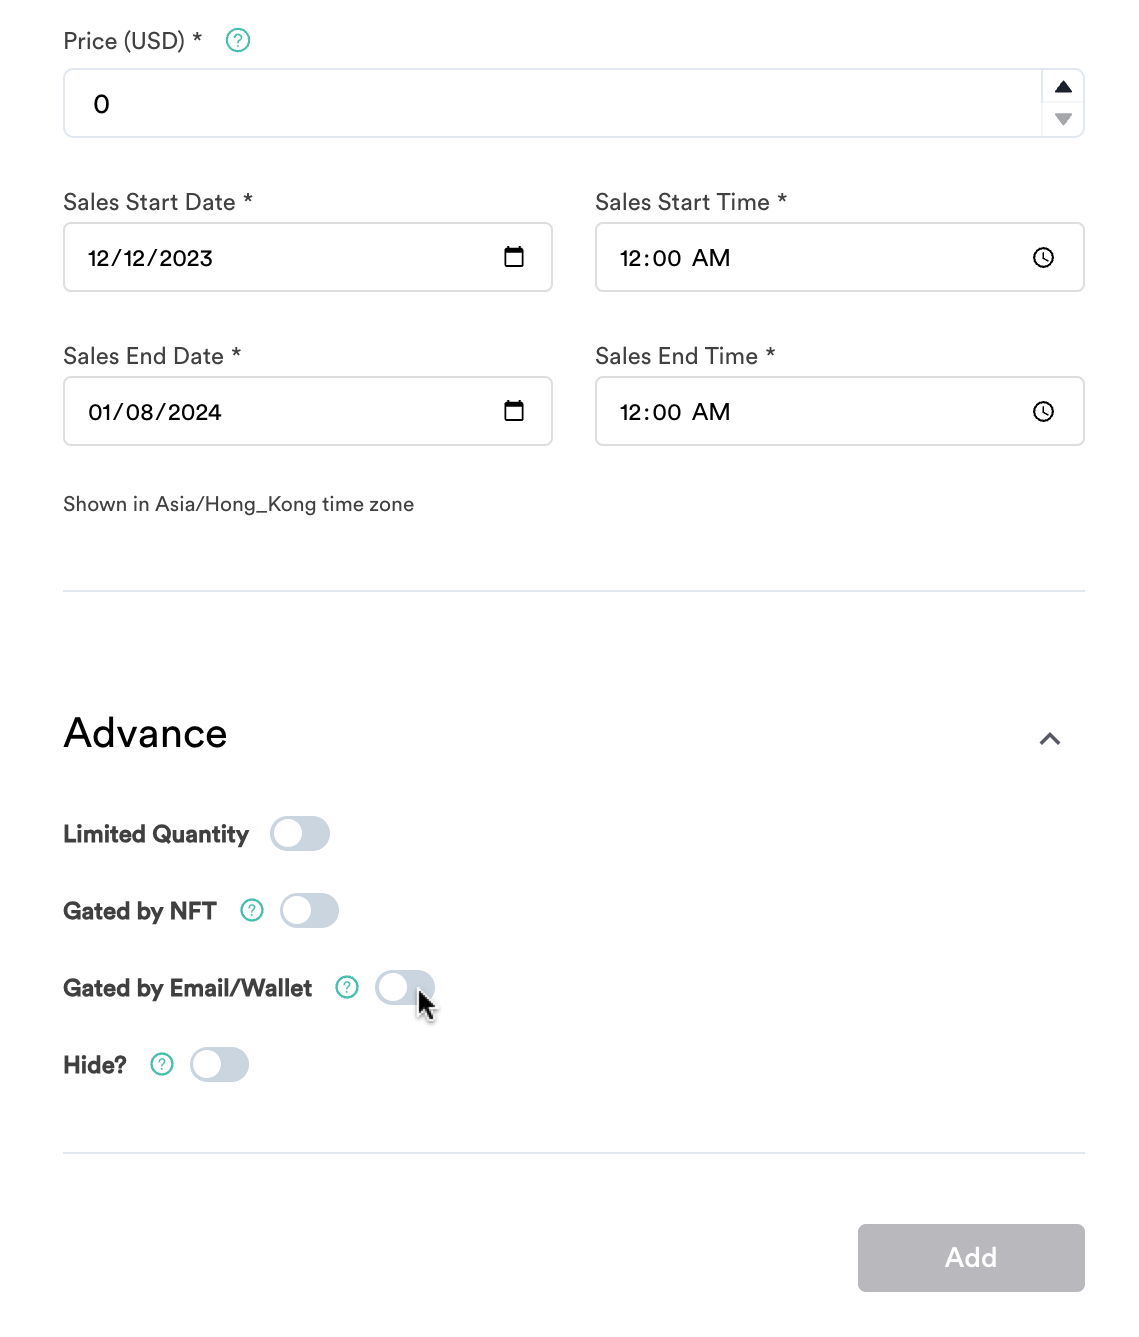 Price (USD) * ?
0
Sales Start Date * Sales Start Time *
12/12/2023 12:00 AM
Sales End Date * Sales End Time *
01/08/2024 12:00 AM
Shown in Asia/Hong_Kong time zone
Advance
Limited Quantity
Gated by NFT ?
Gated by Email/Wallet ?
Hide? ?
Add